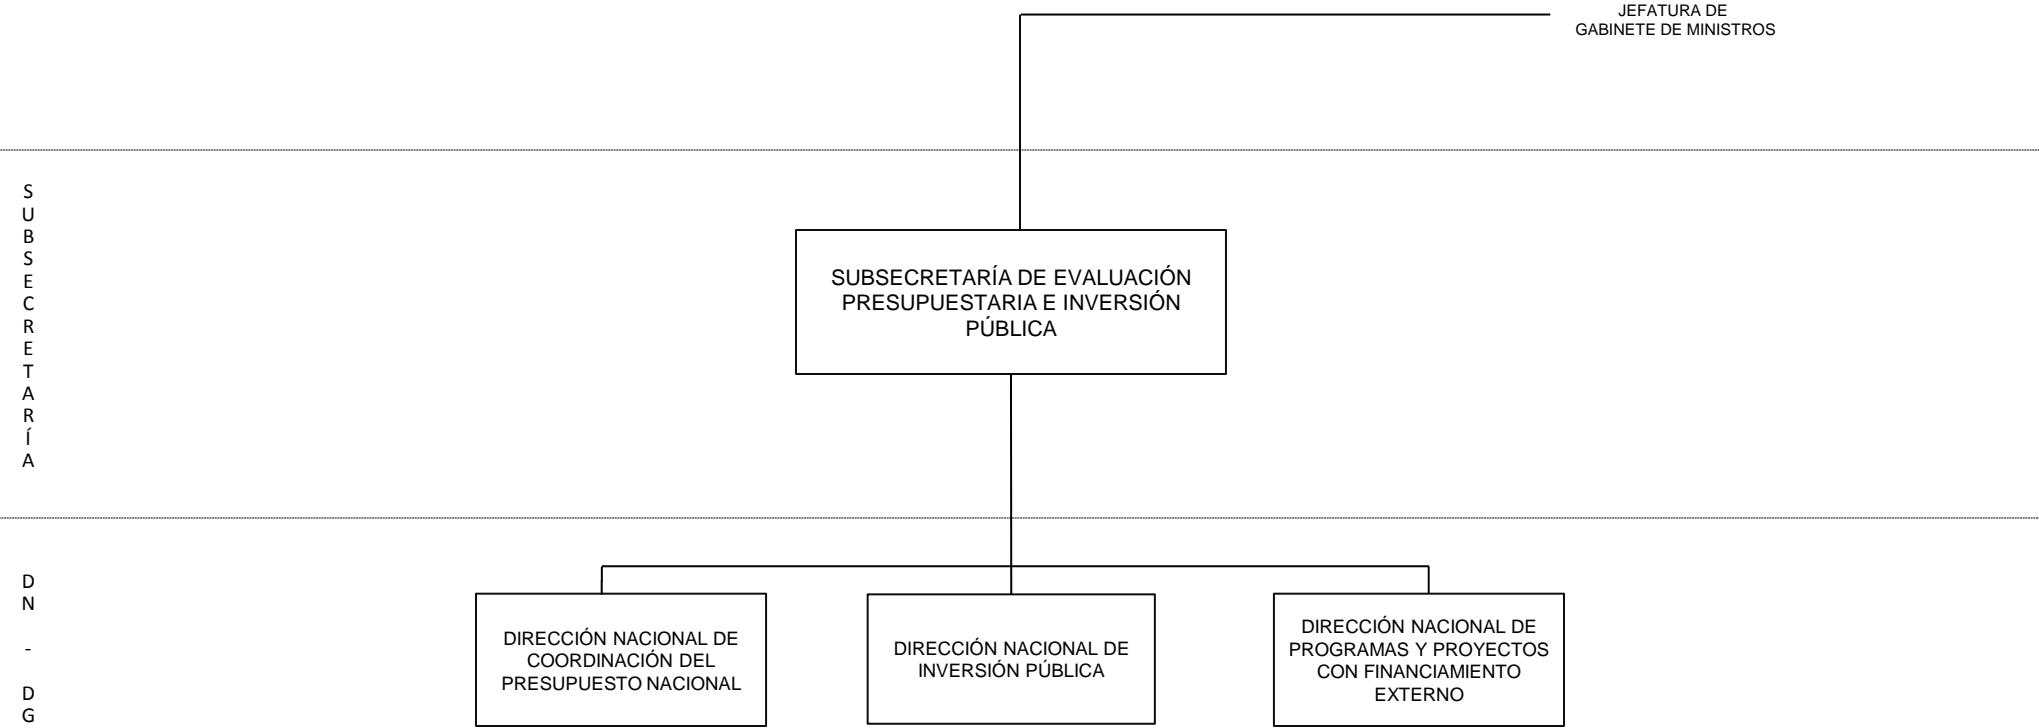 JEFATURA DE
GABINETE DE MINISTROS
S
U
B
S
E
C
R
E
T
A
R
Í
A
SUBSECRETARÍA DE EVALUACIÓN
PRESUPUESTARIA E INVERSIÓN
PÚBLICA
D
N
-
D
G
DIRECCIÓN NACIONAL DE
COORDINACIÓN DEL
PRESUPUESTO NACIONAL
DIRECCIÓN NACIONAL DE
INVERSIÓN PÚBLICA
DIRECCIÓN NACIONAL DE
PROGRAMAS Y PROYECTOS
CON FINANCIAMIENTO
EXTERNO